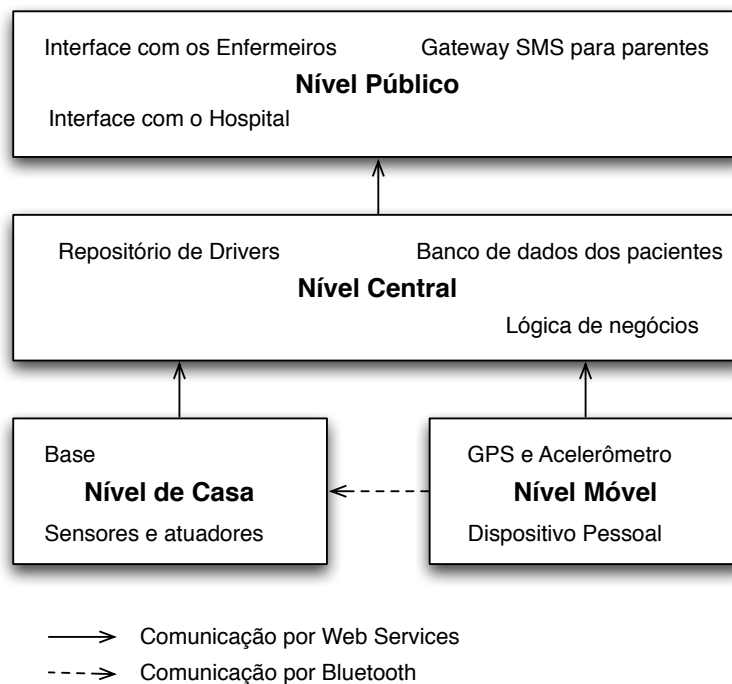 Interface com os Enfermeiros
Gateway SMS para parentes
Nível Público
Interface com o Hospital
Repositório de Drivers
Banco de dados dos pacientes
Nível Central
Lógica de negócios
Base
Nível de Casa
Sensores e atuadores
GPS e Acelerômetro
Nível Móvel
Dispositivo Pessoal
Comunicação por Web Services
Comunicação por Bluetooth